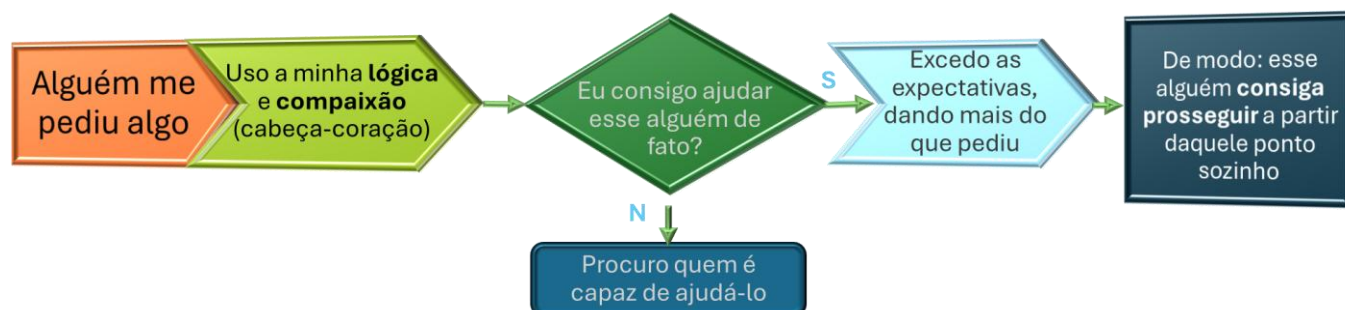 Alguém me
pediu algo
Uso a minha lógica
e compaixão
(cabeça-coração)
Eu consigo ajudar
esse alguém de
fato?
S
Excedo as
expectativas,
dando mais do
que pediu
De modo: esse
alguém consiga
prosseguir a partir
daquele ponto
sozinho
N
Procuro quem é
capaz de ajudá-lo